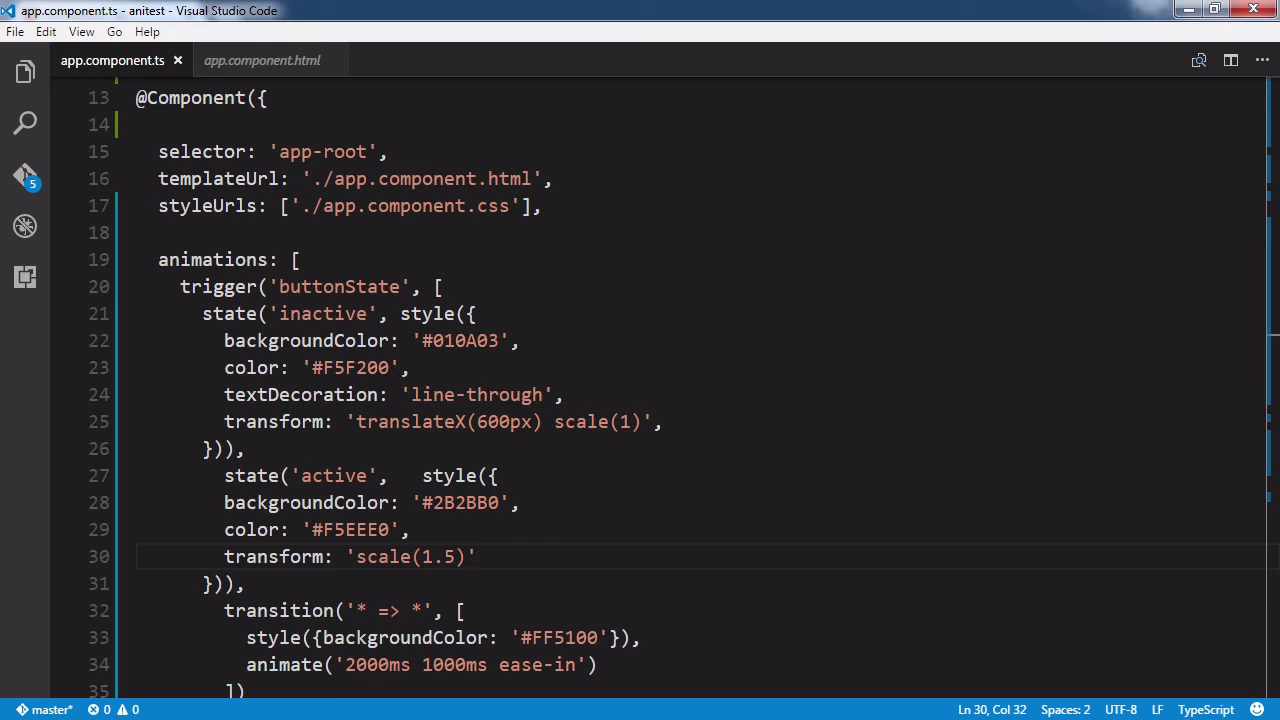 app.component.ts - anitest - Visual Studio Code
File Edit View Go Help
app.component.ts app.component.html
13 @Component({
14
15 selector: 'app-root',
16 templateUrl: './app.component.html',
17 styleUrls: ['./app.component.css'],
18
19 animations: [
20 trigger('buttonState', [
21 state('inactive', style({
22 backgroundColor: '#010A03',
23 color: '#F5F200',
24 textDecoration: 'line-through',
25 transform: 'translateX(600px) scale(1)',
26 })),
27 state('active', style({
28 backgroundColor: '#2B2BB0',
29 color: '#F5EEE0',
30 transform: 'scale(1.5)'
31 })),
32 transition('* => *', [
33 style({backgroundColor: '#FF5100'}),
34 animate('2000ms 1000ms ease-in')
35 ])
5
master* 0 0 Ln 30, Col 32 Spaces: 2 UTF-8 LF TypeScript